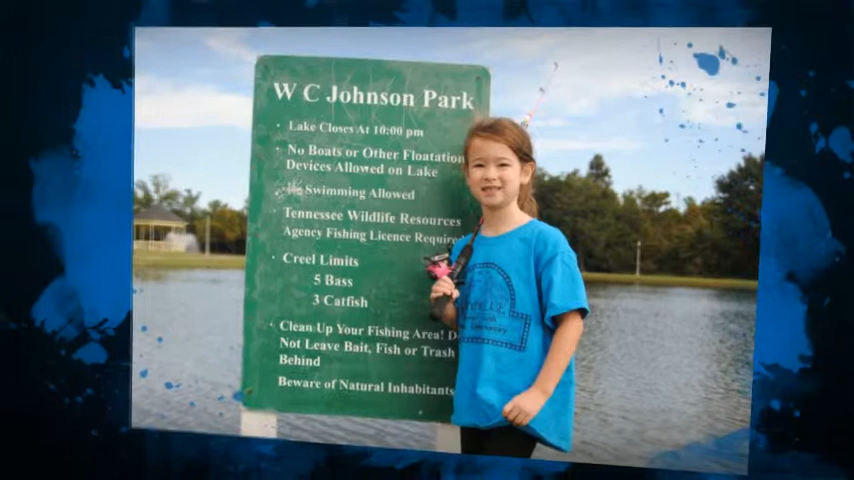 W C Johnson Park
· Lake Closes At 10:00 pm
· No Boats or Other Floatation
Devices Allowed on Lake
Swimming Allowed
· Tennessee Wildlife Resources
Agency Fishing Licence Require
· Creel Limits
5 Bass
3 Catfish
· Clean Up Your Fishing Area! D
Not Leave Bait, Fish or Trash
Behind
Beware of Natural Inhabitants